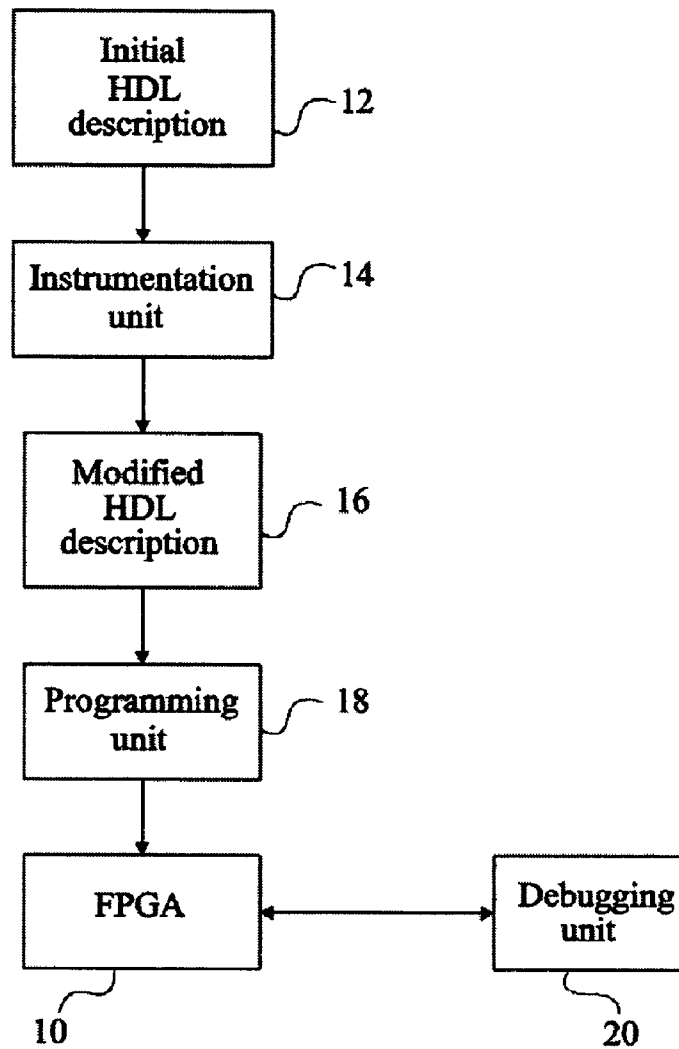 Initial
HDL
description
12
Instrumentation
unit
14
Modified
HDL
description
16
Programming
unit
18
FPGA
10
Debugging
unit
20